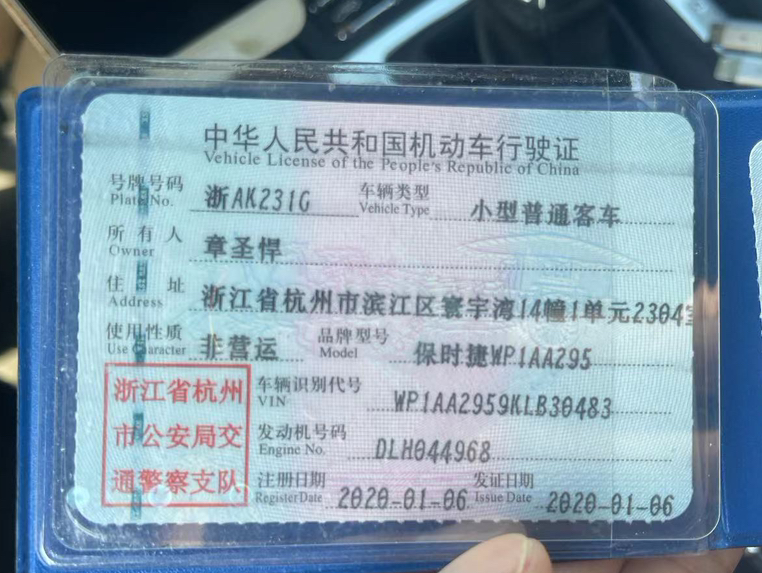 中华人民共和国机动车行驶证
Vehicle License of the People's Republic of China
号牌号码 浙AK231G 车辆类型 小型普通客车
Plate No. Vehicle Type
所有人 章圣悍
Owner
住址 浙江省杭州市滨江区寰宇湾14幢1单元2304室
Address
使用性质 非营运 品牌型号 保时捷WP1AA295
Use Character Model
浙江省杭州
市公安局交
通警察支队
车辆识别代号 WP1AA2959KLB30483
VIN
发动机号码 DLH044968
Engine No.
注册日期 2020-01-06 发证日期 2020-01-06
Register Date Issue Date